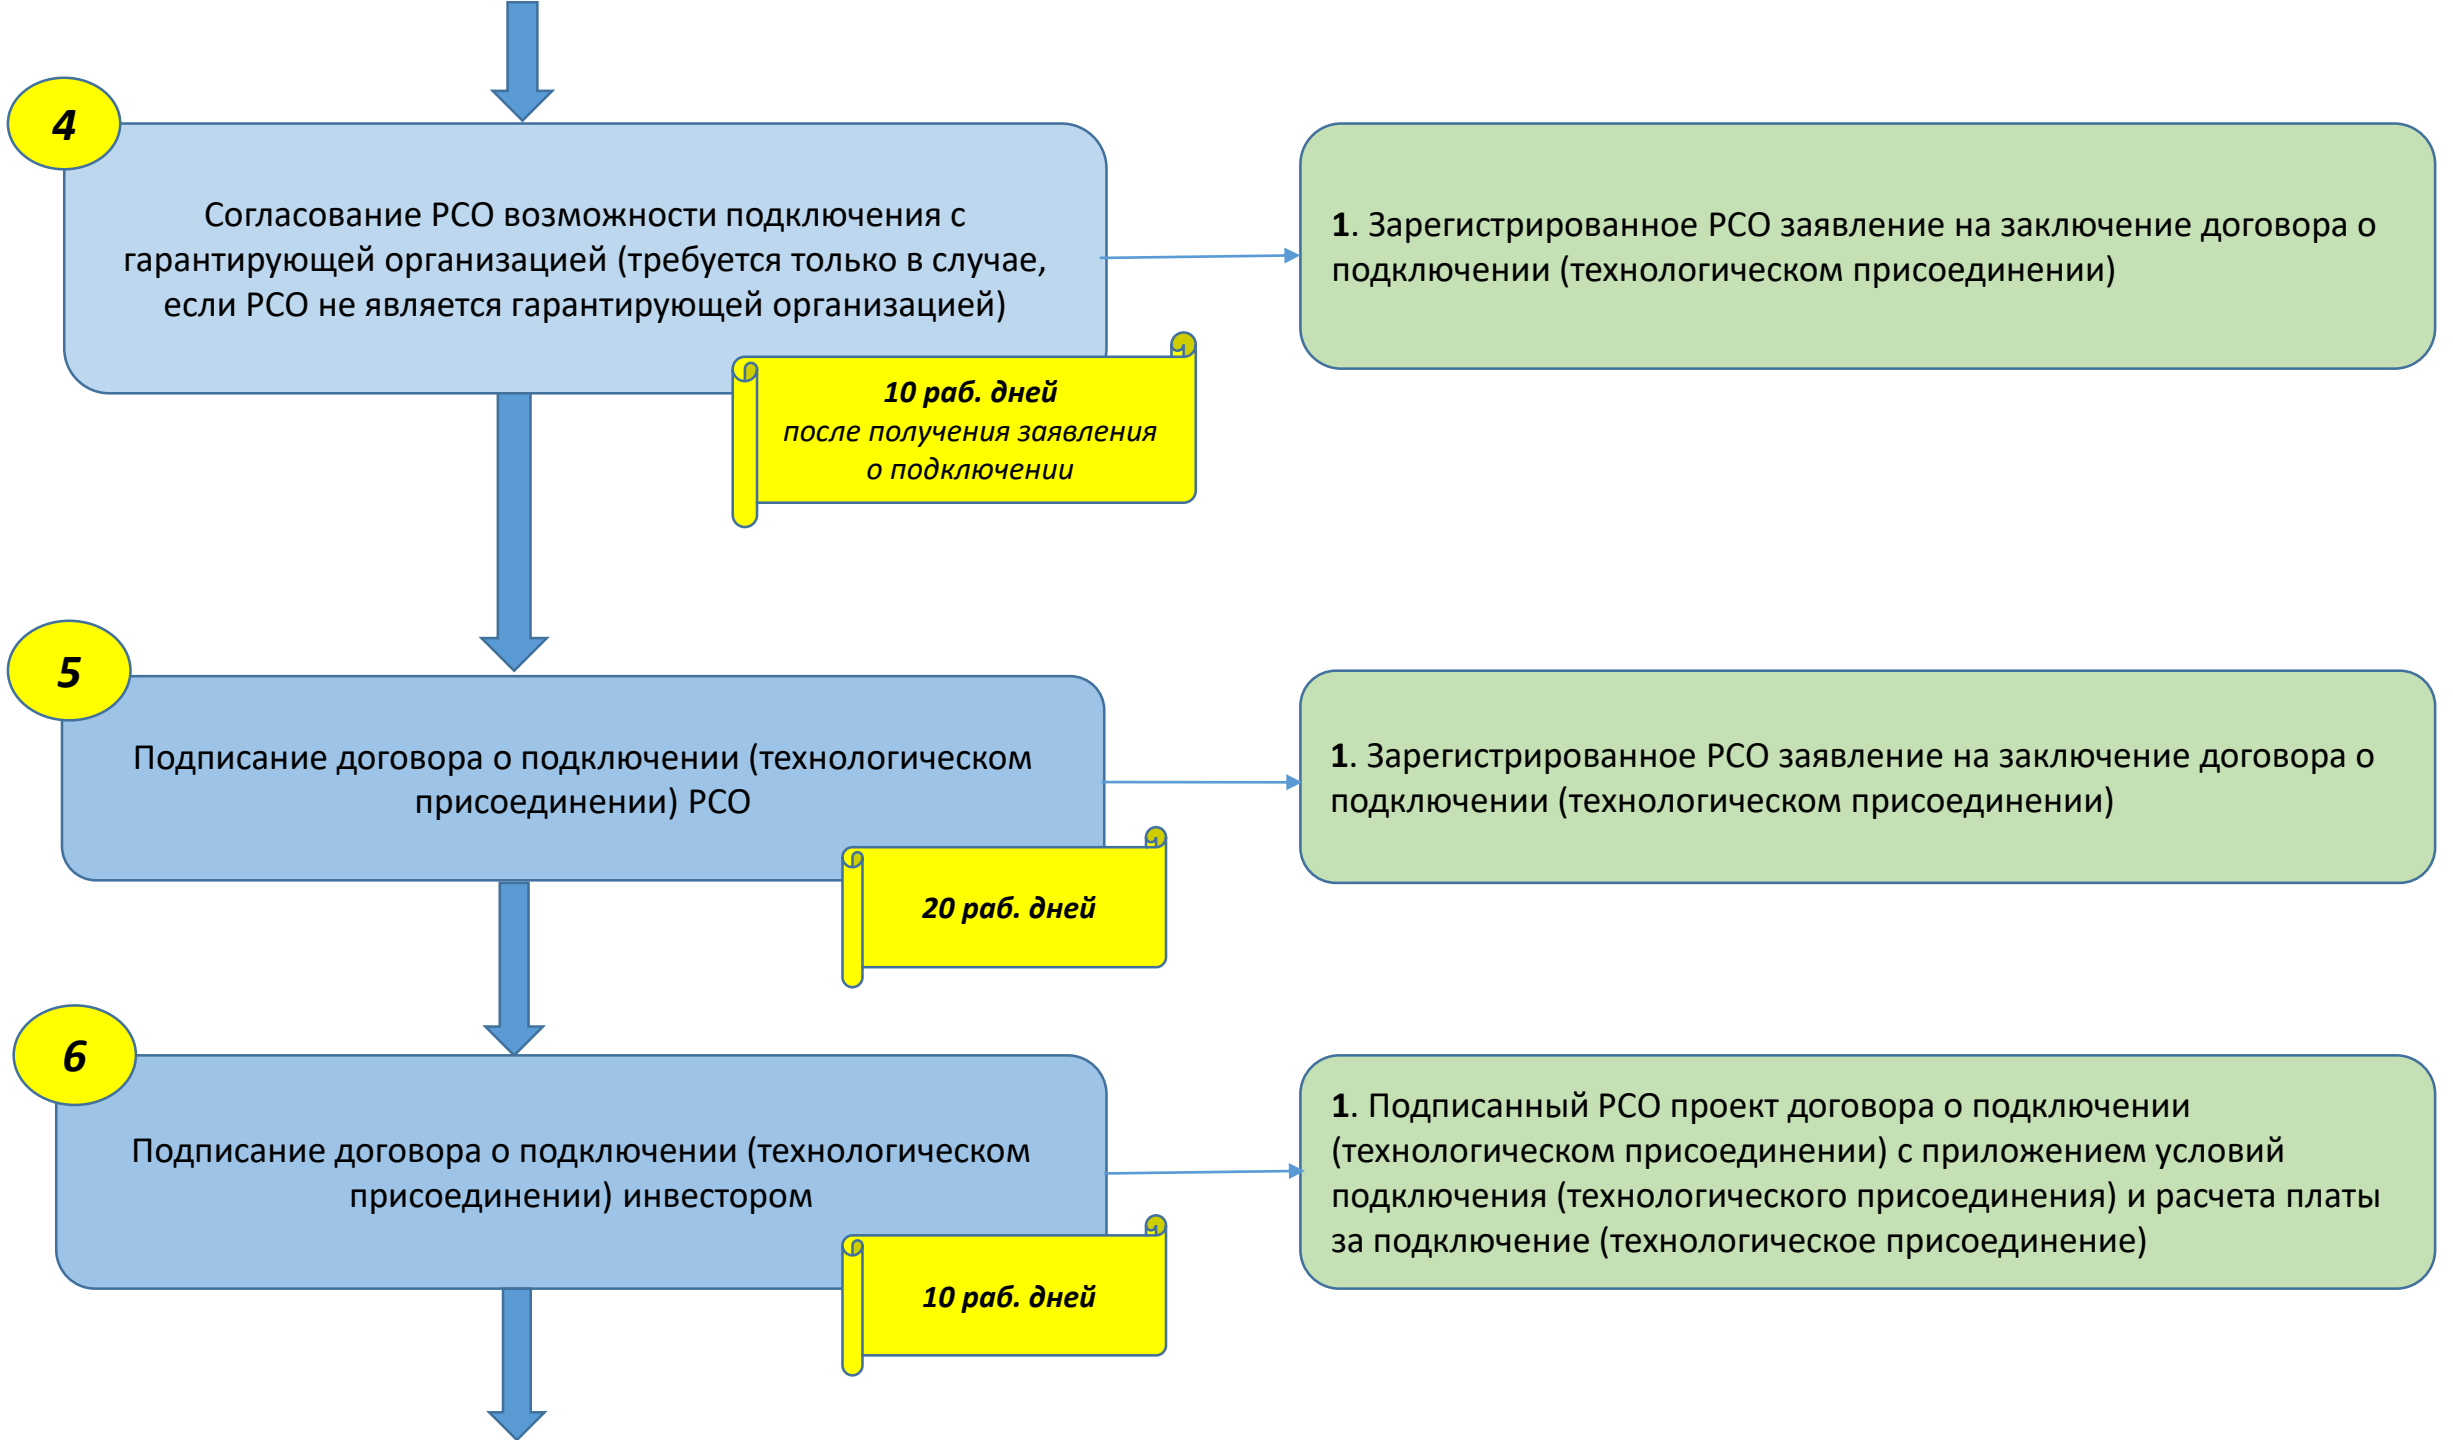 4
Согласование РСО возможности подключения с
гарантирующей организацией (требуется только в случае,
если РСО не является гарантирующей организацией)
10 раб. дней
после получения заявления
о подключении
1. Зарегистрированное РСО заявление на заключение договора о
подключении (технологическом присоединении)
5
Подписание договора о подключении (технологическом
присоединении) РСО
20 раб. дней
1. Зарегистрированное РСО заявление на заключение договора о
подключении (технологическом присоединении)
6
Подписание договора о подключении (технологическом
присоединении) инвестором
10 раб. дней
1. Подписанный РСО проект договора о подключении
(технологическом присоединении) с приложением условий
подключения (технологического присоединения) и расчета платы
за подключение (технологическое присоединение)